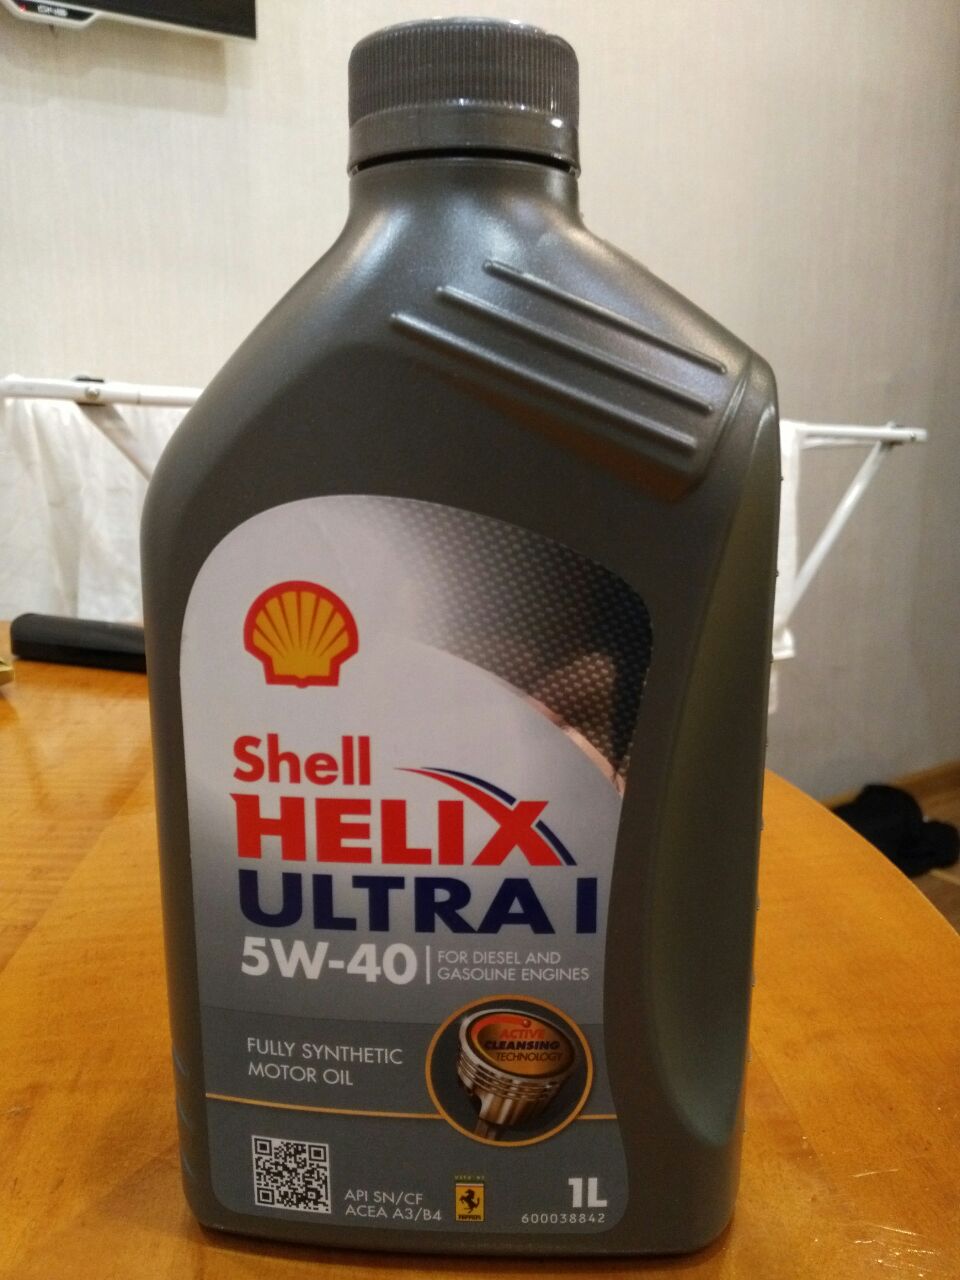 Shell
HELIX
ULTRA I
5W-40
FOR DIESEL AND
GASOLINE ENGINES
ACTIVE
CLEANSING
TECHNOLOGY
FULLY SYNTHETIC
MOTOR OIL
API SN/CF
ACEA A3/B4
Ferrari
1L
600038842